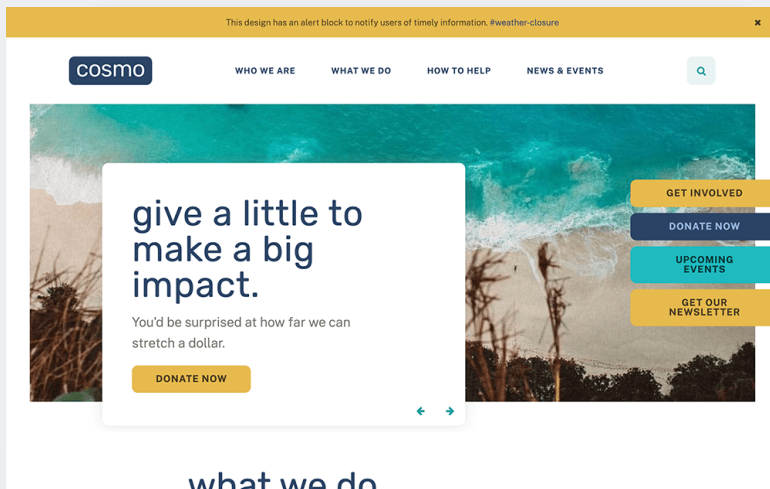 This design has an alert block to notify users of timely information. #weather-closure
cosmo
WHO WE ARE
WHAT WE DO
HOW TO HELP
NEWS & EVENTS
give a little to
make a big
impact.
You'd be surprised at how far we can
stretch a dollar.
DONATE NOW
GET INVOLVED
DONATE NOW
UPCOMING
EVENTS
GET OUR
NEWSLETTER
what we do